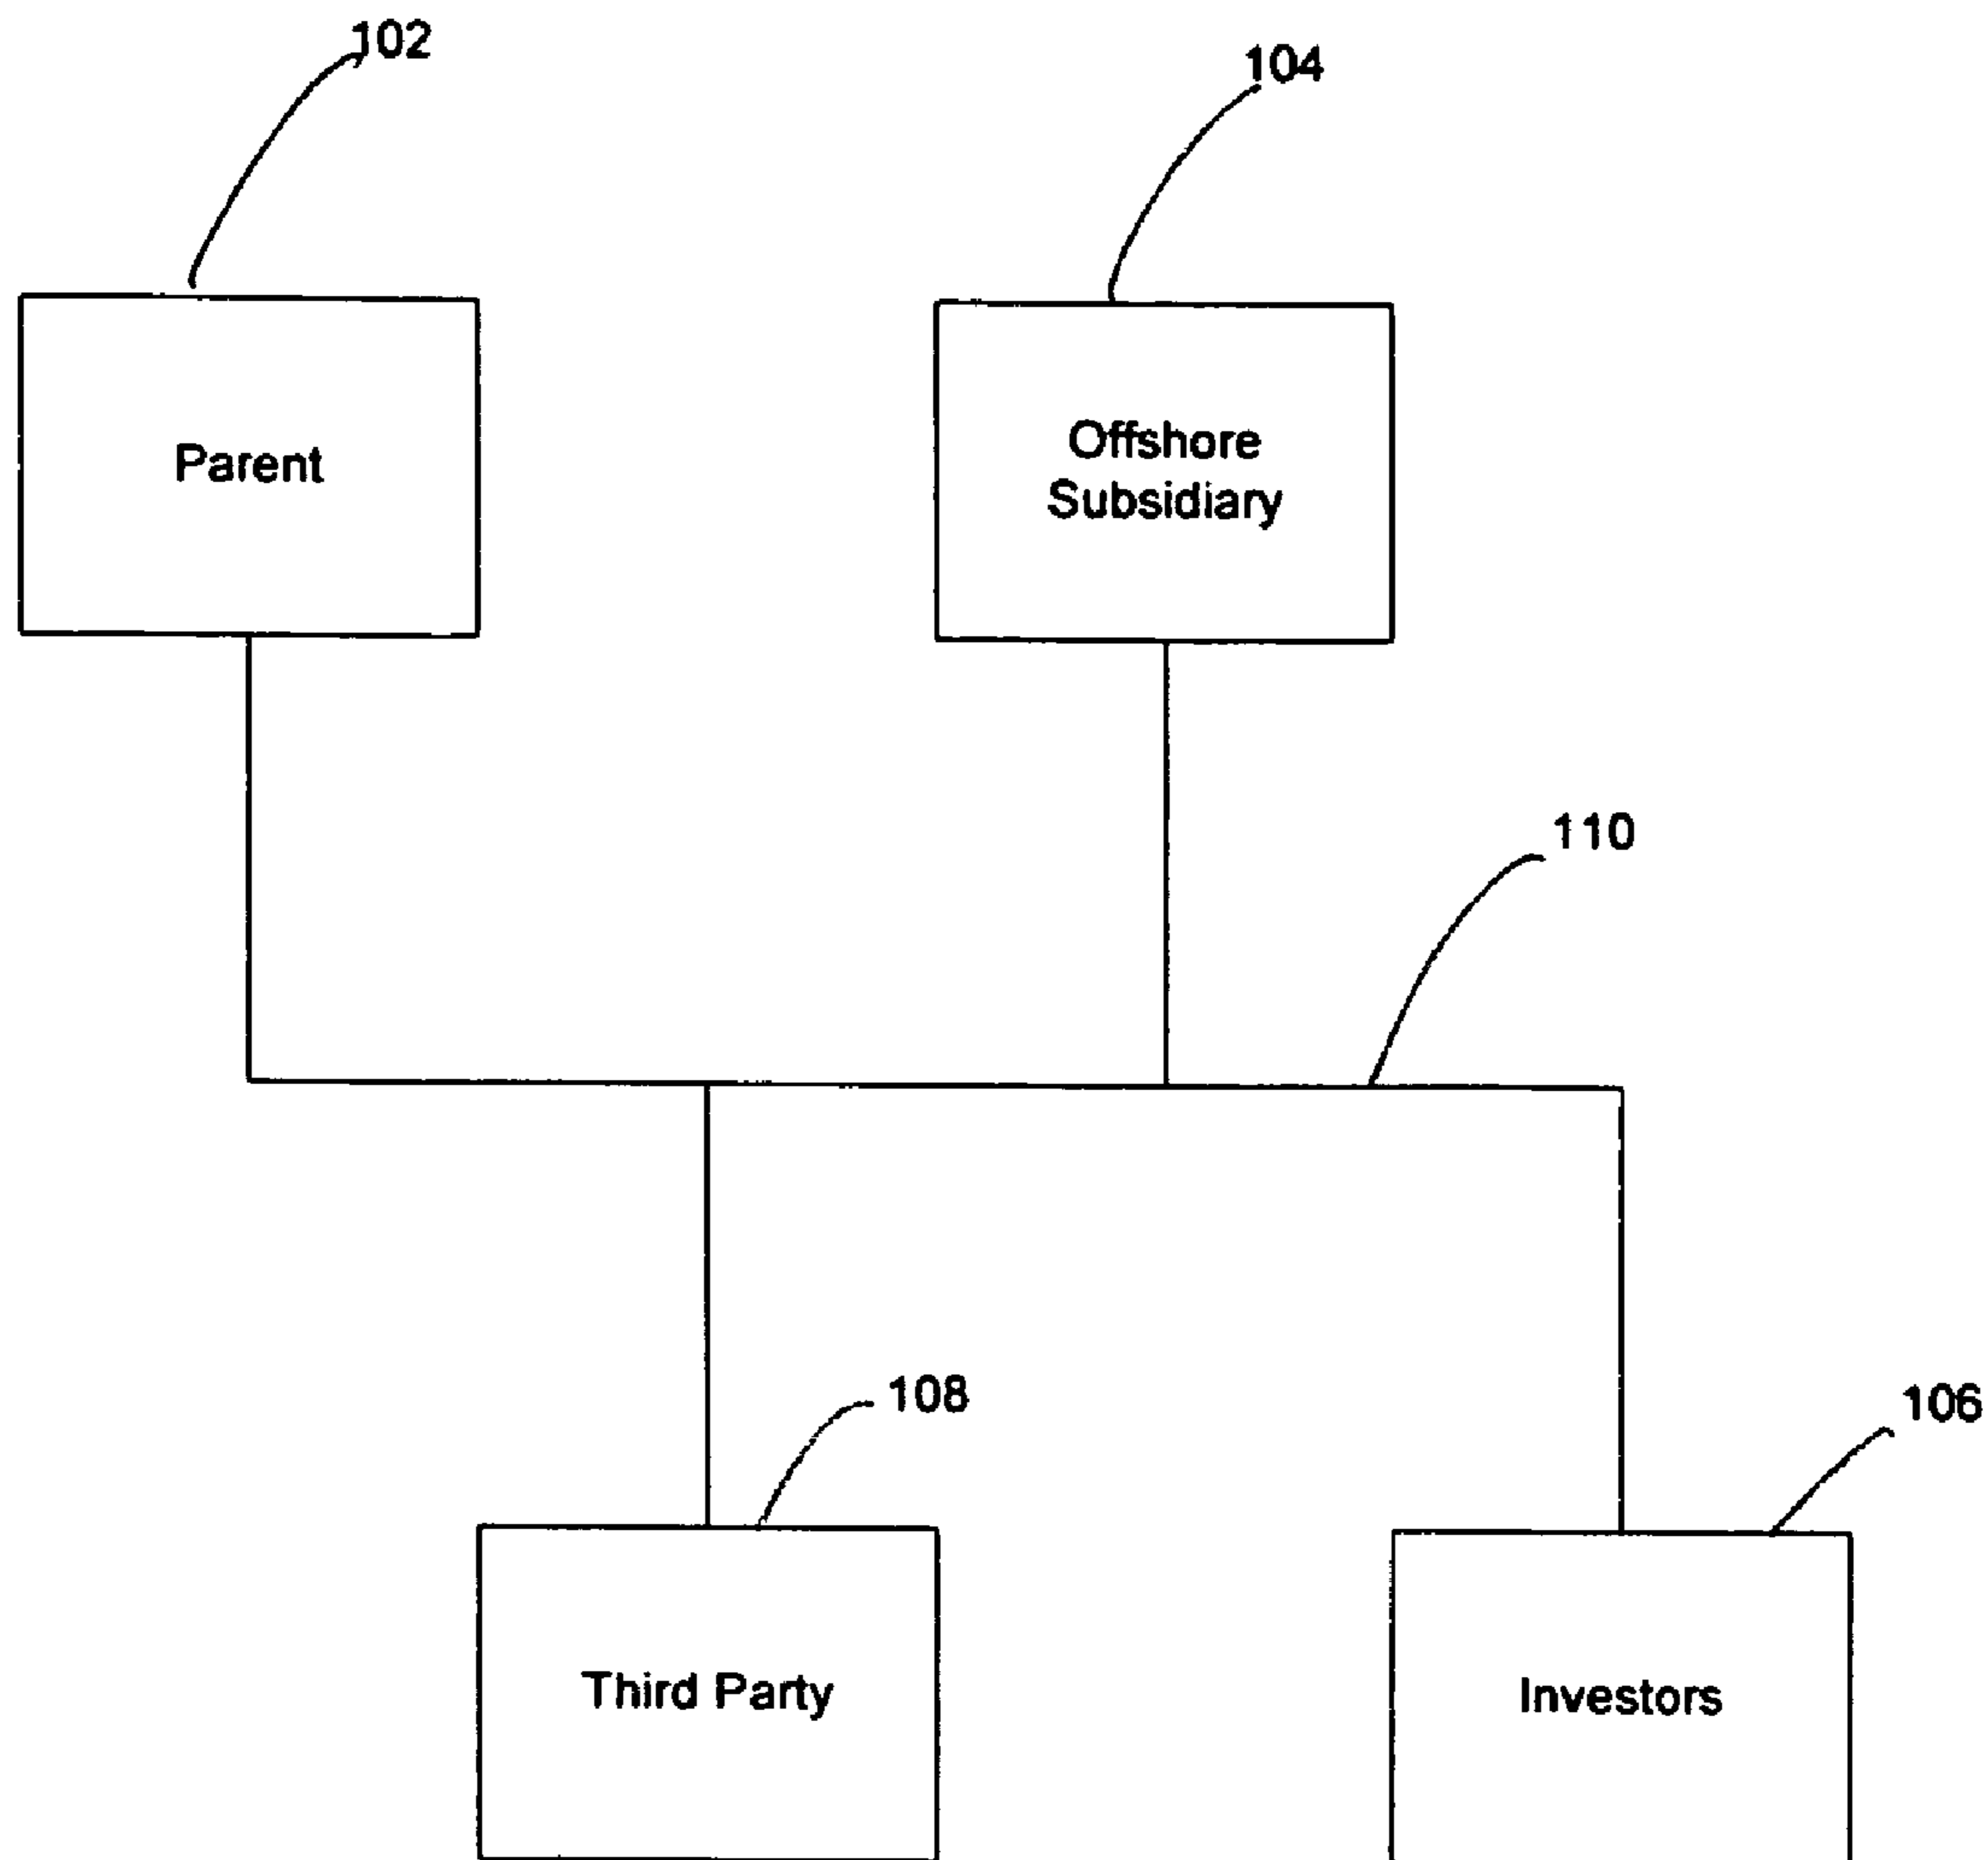 102
104
Parent
Offshore
Subsidiary
110
108
106
Third Party
Investors